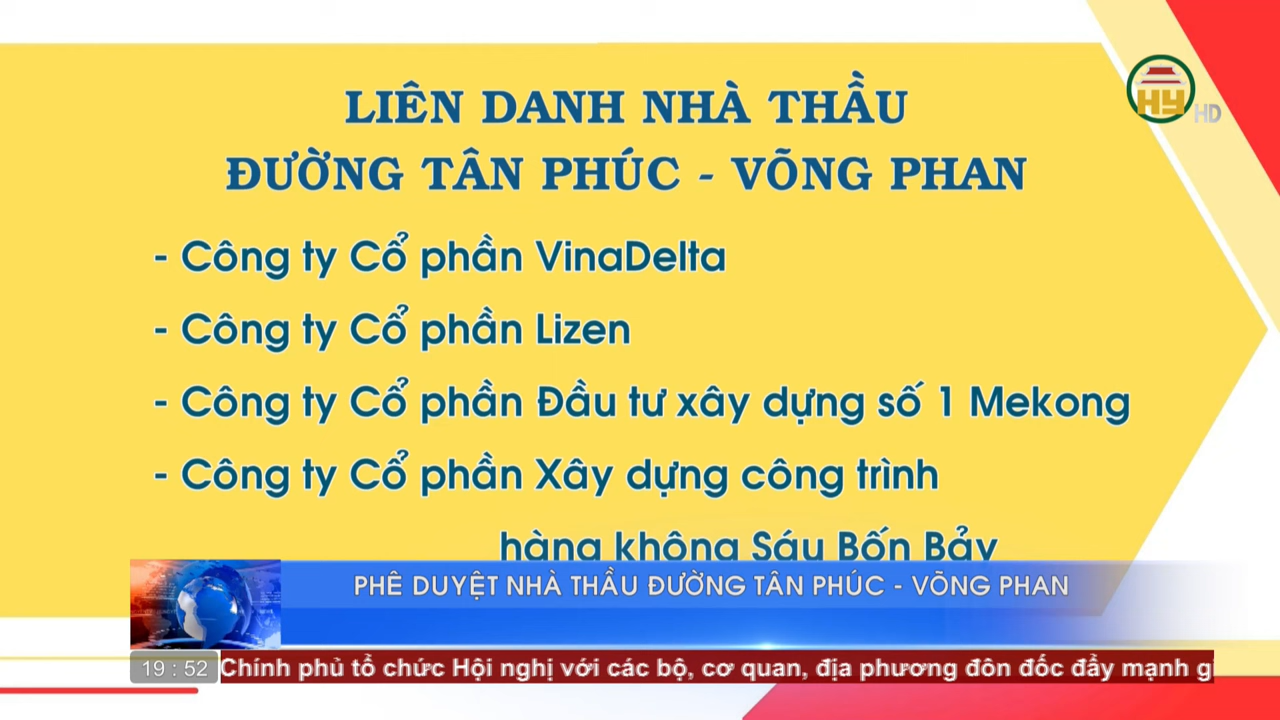 LIÊN DANH NHÀ THẦU
ĐƯỜNG TÂN PHÚC - VÕNG PHAN
HY HD
- Công ty Cổ phần VinaDelta
- Công ty Cổ phần Lizen
- Công ty Cổ phần Đầu tư xây dựng số 1 Mekong
- Công ty Cổ phần Xây dựng công trình
hàng không Sáu Bốn Bảy
PHÊ DUYỆT NHÀ THẦU ĐƯỜNG TÂN PHÚC - VÕNG PHAN
19 : 52 Chính phủ tổ chức Hội nghị với các bộ, cơ quan, địa phương đôn đốc đẩy mạnh gi